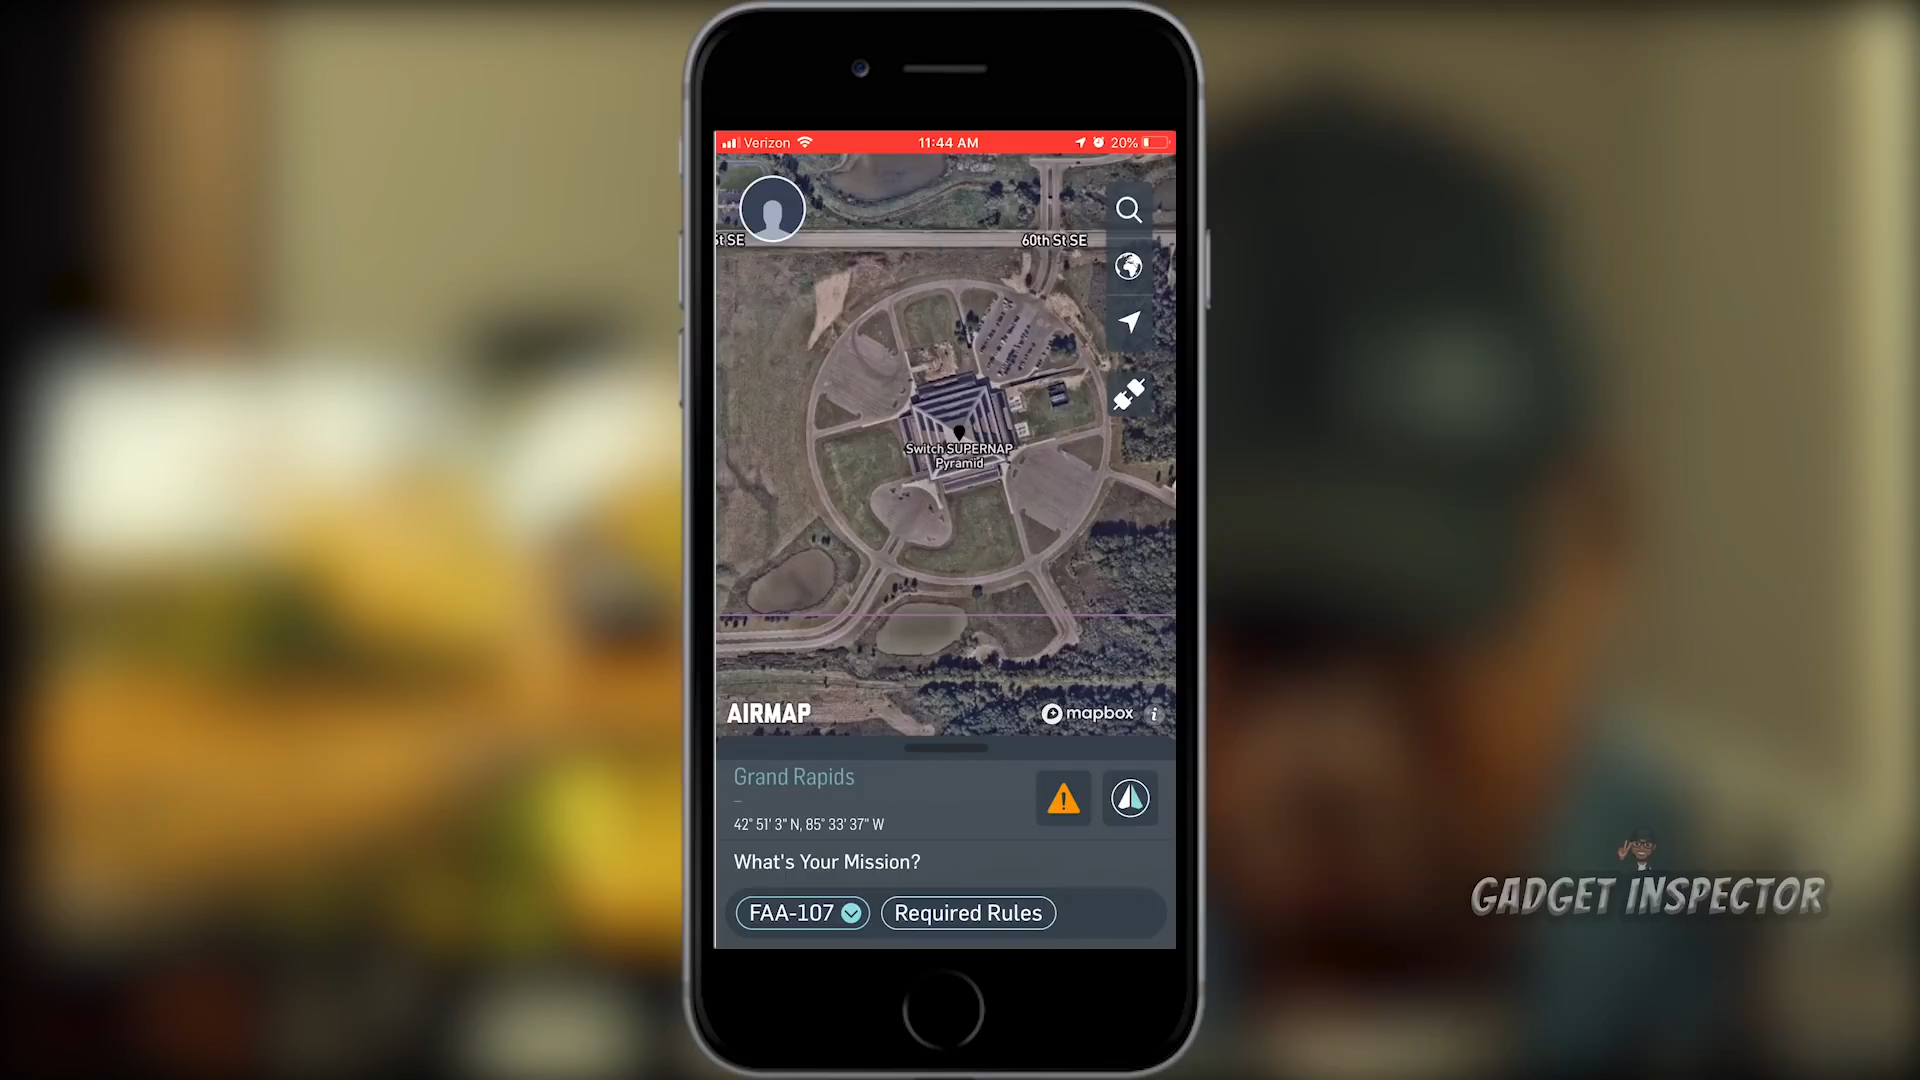 Verizon
11:44 AM
20%
St SE
60th St SE
Switch SUPERNAP
Pyramid
AIRMAP
mapbox
i
Grand Rapids
–
42° 51' 3" N, 85° 33' 37" W
What's Your Mission?
FAA-107
Required Rules
GADGET INSPECTOR